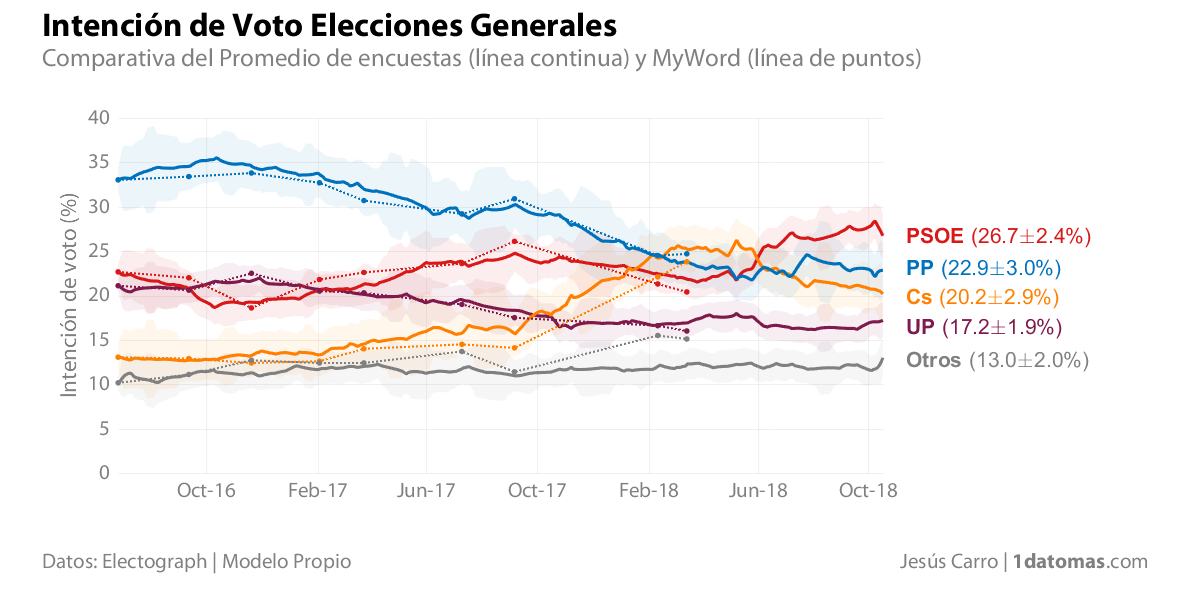 Intención de Voto Elecciones Generales
Comparativa del Promedio de encuestas (línea continua) y MyWord (línea de puntos)
Intención de voto (%)
40
35
30
25
20
15
10
5
0
Oct-16 Feb-17 Jun-17 Oct-17 Feb-18 Jun-18 Oct-18
PSOE (26.7±2.4%)
PP (22.9±3.0%)
Cs (20.2±2.9%)
UP (17.2±1.9%)
Otros (13.0±2.0%)
Datos: Electograph | Modelo Propio
Jesús Carro | 1datomas.com